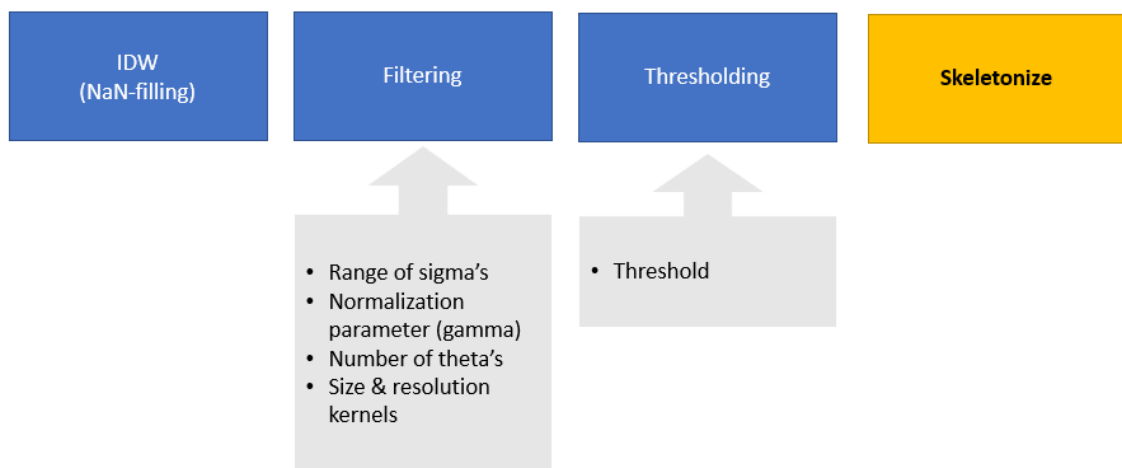 IDW
(NaN-filling)
Filtering
Thresholding
Skeletonize
• Range of sigma’s
• Normalization
parameter (gamma)
• Number of theta’s
• Size & resolution
kernels
• Threshold